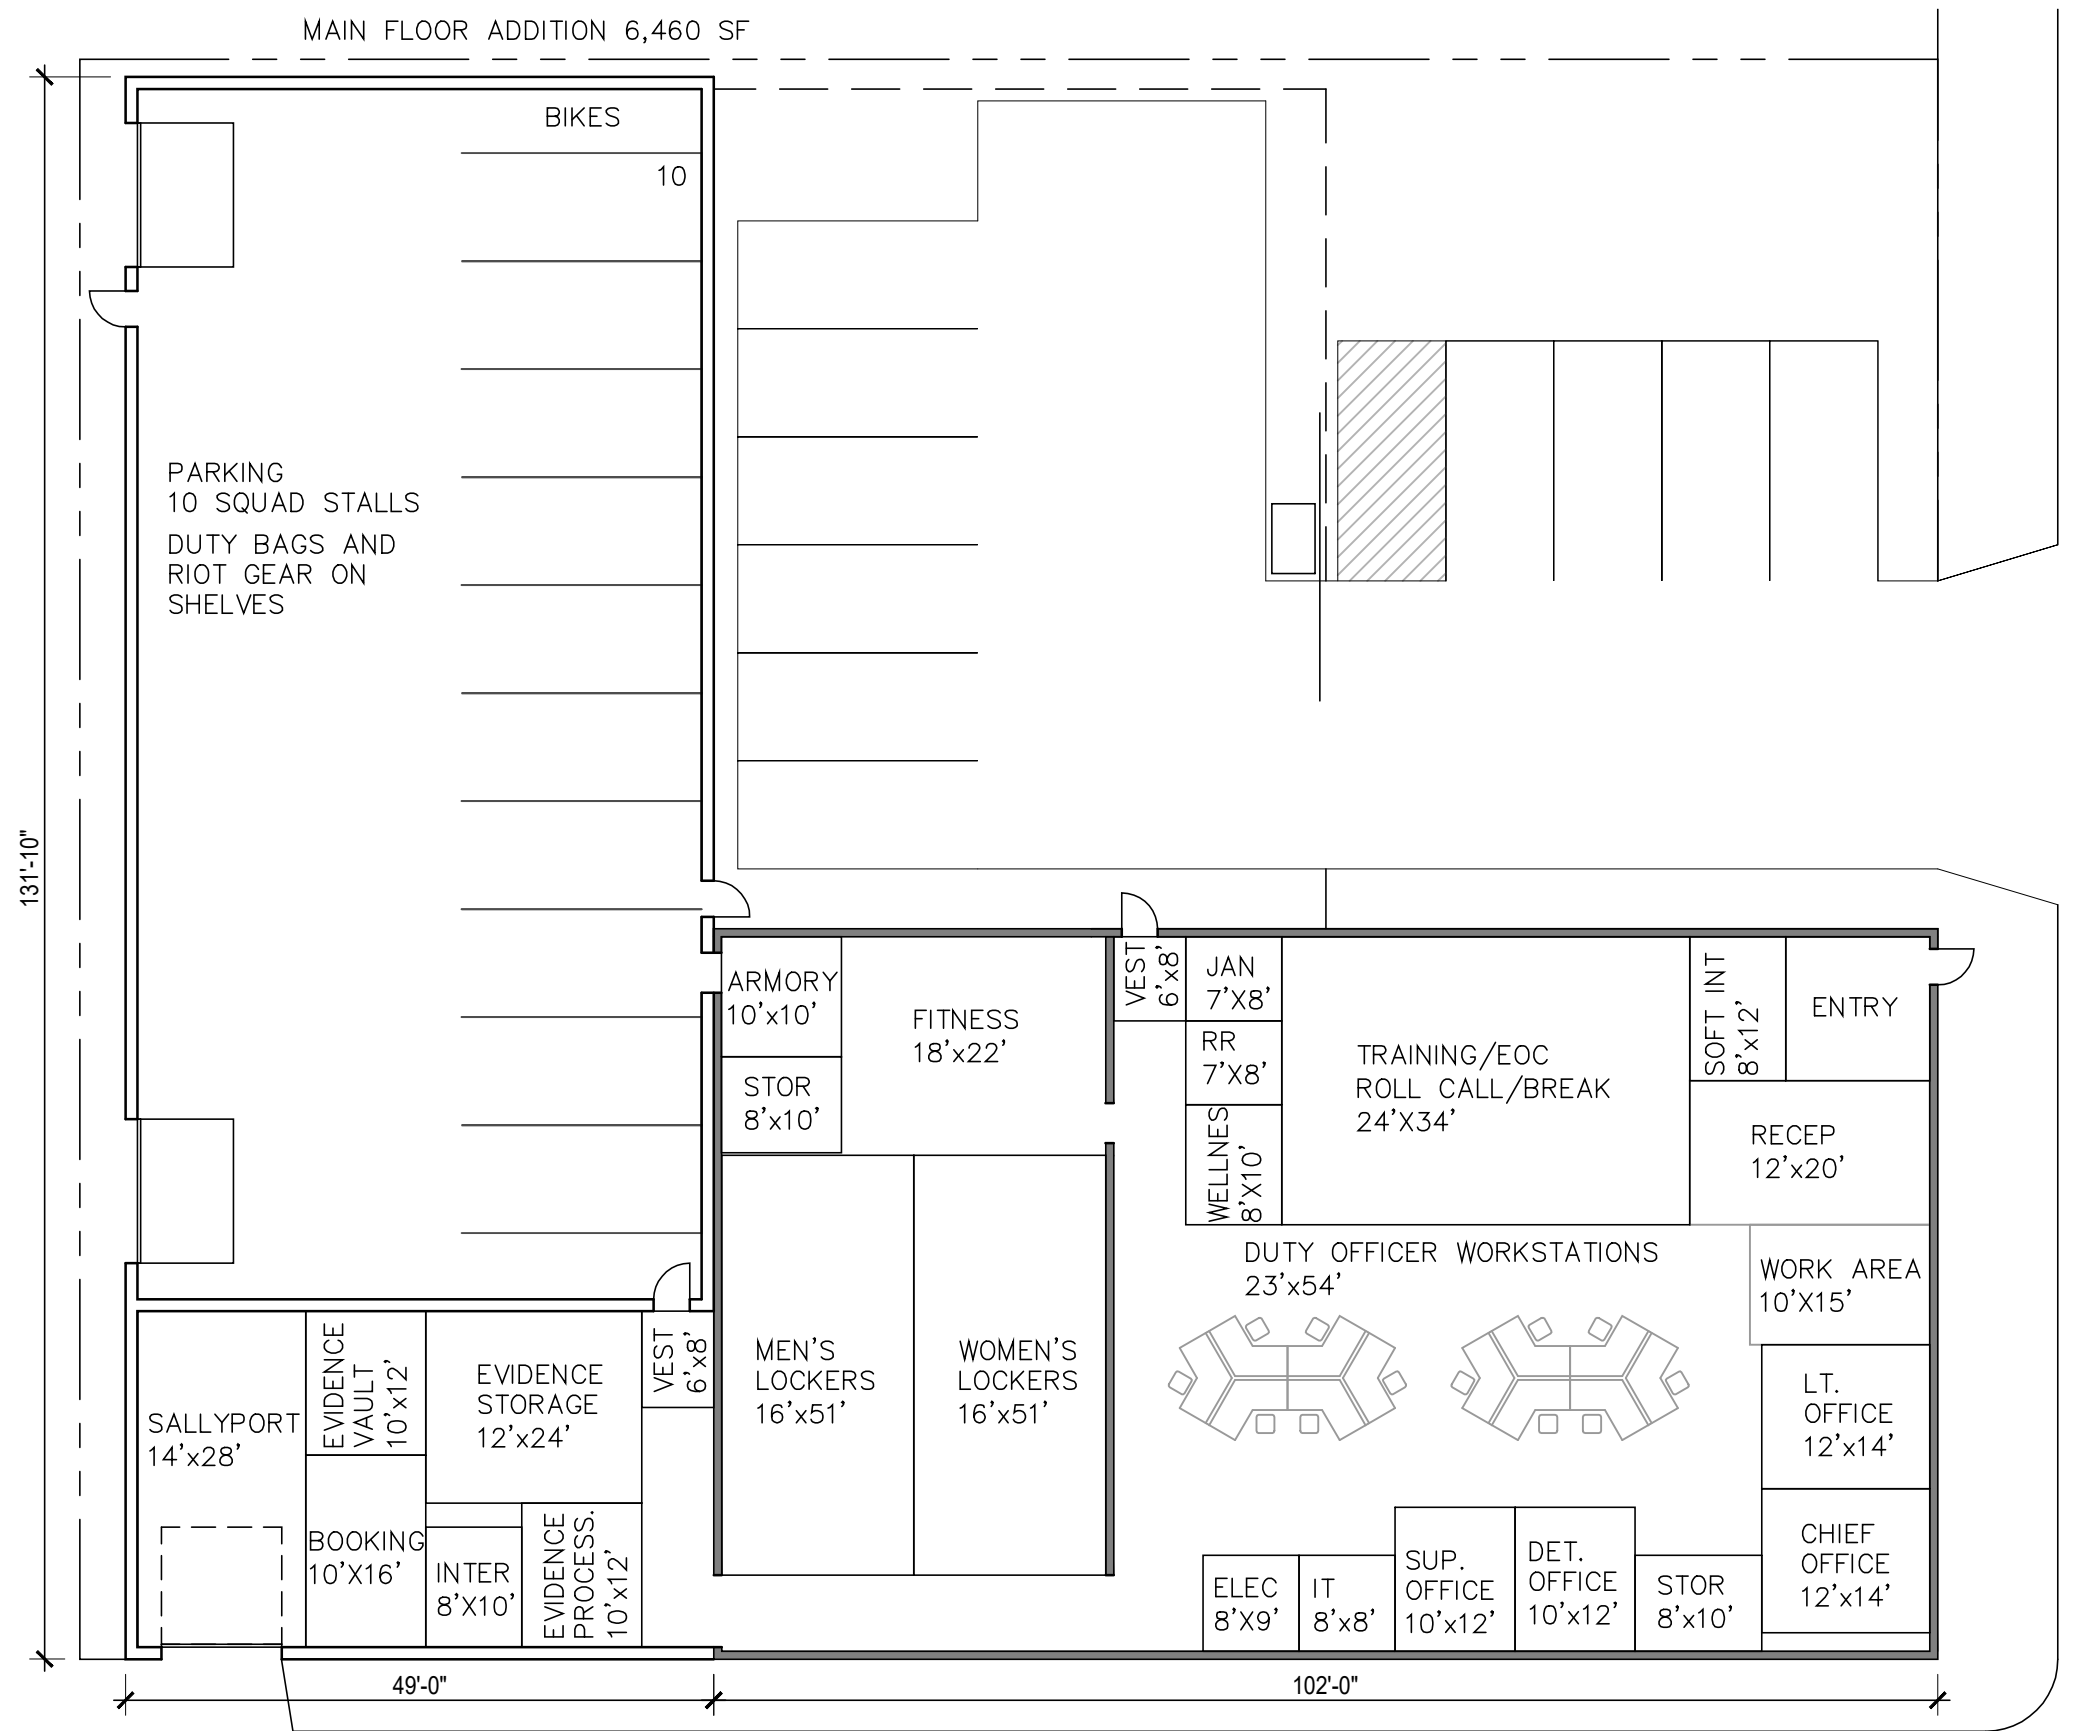 MAIN FLOOR ADDITION 6,460 SF
BIKES
10
PARKING
10 SQUAD STALLS
DUTY BAGS AND
RIOT GEAR ON
SHELVES
131'-10"
ARMORY
10'x10'
STOR
8'x10'
FITNESS
18'x22'
VEST
6'x8'
JAN
7'X8'
RR
7'X8'
WELLNES
8'X10'
TRAINING/EOC
ROLL CALL/BREAK
24'X34'
SOFT INT
8'x12'
ENTRY
RECEP
12'x20'
DUTY OFFICER WORKSTATIONS
23'x54'
WORK AREA
10'X15'
LT.
OFFICE
12'x14'
CHIEF
OFFICE
12'x14'
SALLYPORT
14'x28'
EVIDENCE
VAULT
10'x12'
EVIDENCE
STORAGE
12'x24'
VEST
6'x8'
MEN'S
LOCKERS
16'x51'
WOMEN'S
LOCKERS
16'x51'
BOOKING
10'X16'
INTER
8'X10'
EVIDENCE
PROCESS.
10'x12'
ELEC
8'X9'
IT
8'x8'
SUP.
OFFICE
10'x12'
DET.
OFFICE
10'x12'
STOR
8'x10'
49'-0"
102'-0"